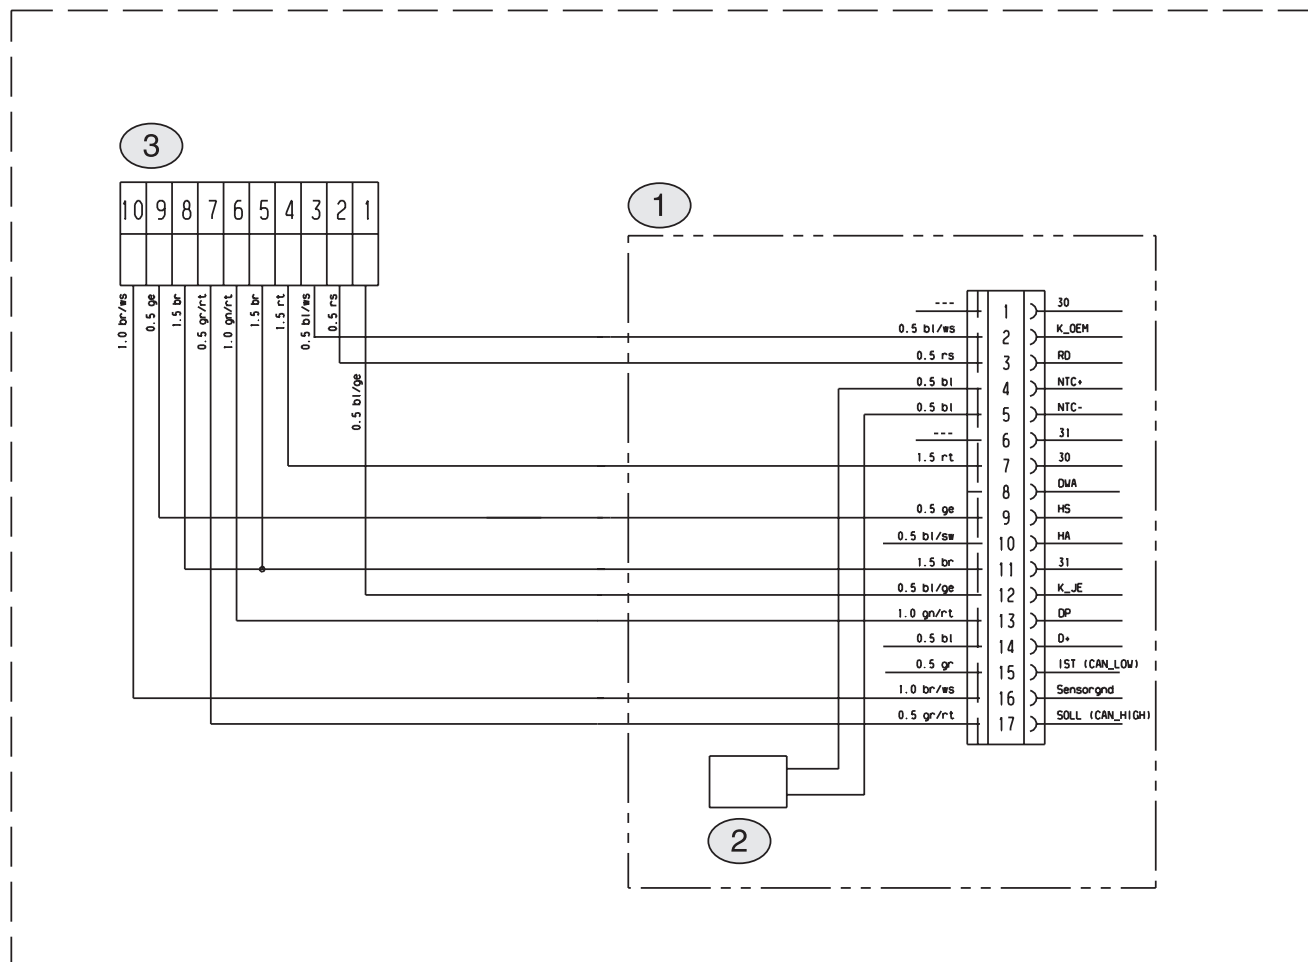 3
10 9 8 7 6 5 4 3 2 1
1.0 br/ws
0.5 ge
1.5 br
0.5 gr/rt
1.0 gn/rt
1.5 br
1.5 rt
0.5 bl/ws
0.5 rs
0.5 bl/ge
1
--- 1 30
0.5 bl/ws 2 K_OEM
0.5 rs 3 RD
0.5 bl 4 NTC+
0.5 bl 5 NTC-
--- 6 31
1.5 rt 7 30
8 DWA
0.5 ge 9 HS
0.5 bl/sw 10 HA
1.5 br 11 31
0.5 bl/ge 12 K_JE
1.0 gn/rt 13 DP
0.5 bl 14 D+
0.5 gr 15 IST (CAN_LOW)
1.0 br/ws 16 Sensorgnd
0.5 gr/rt 17 SOLL (CAN_HIGH)
2